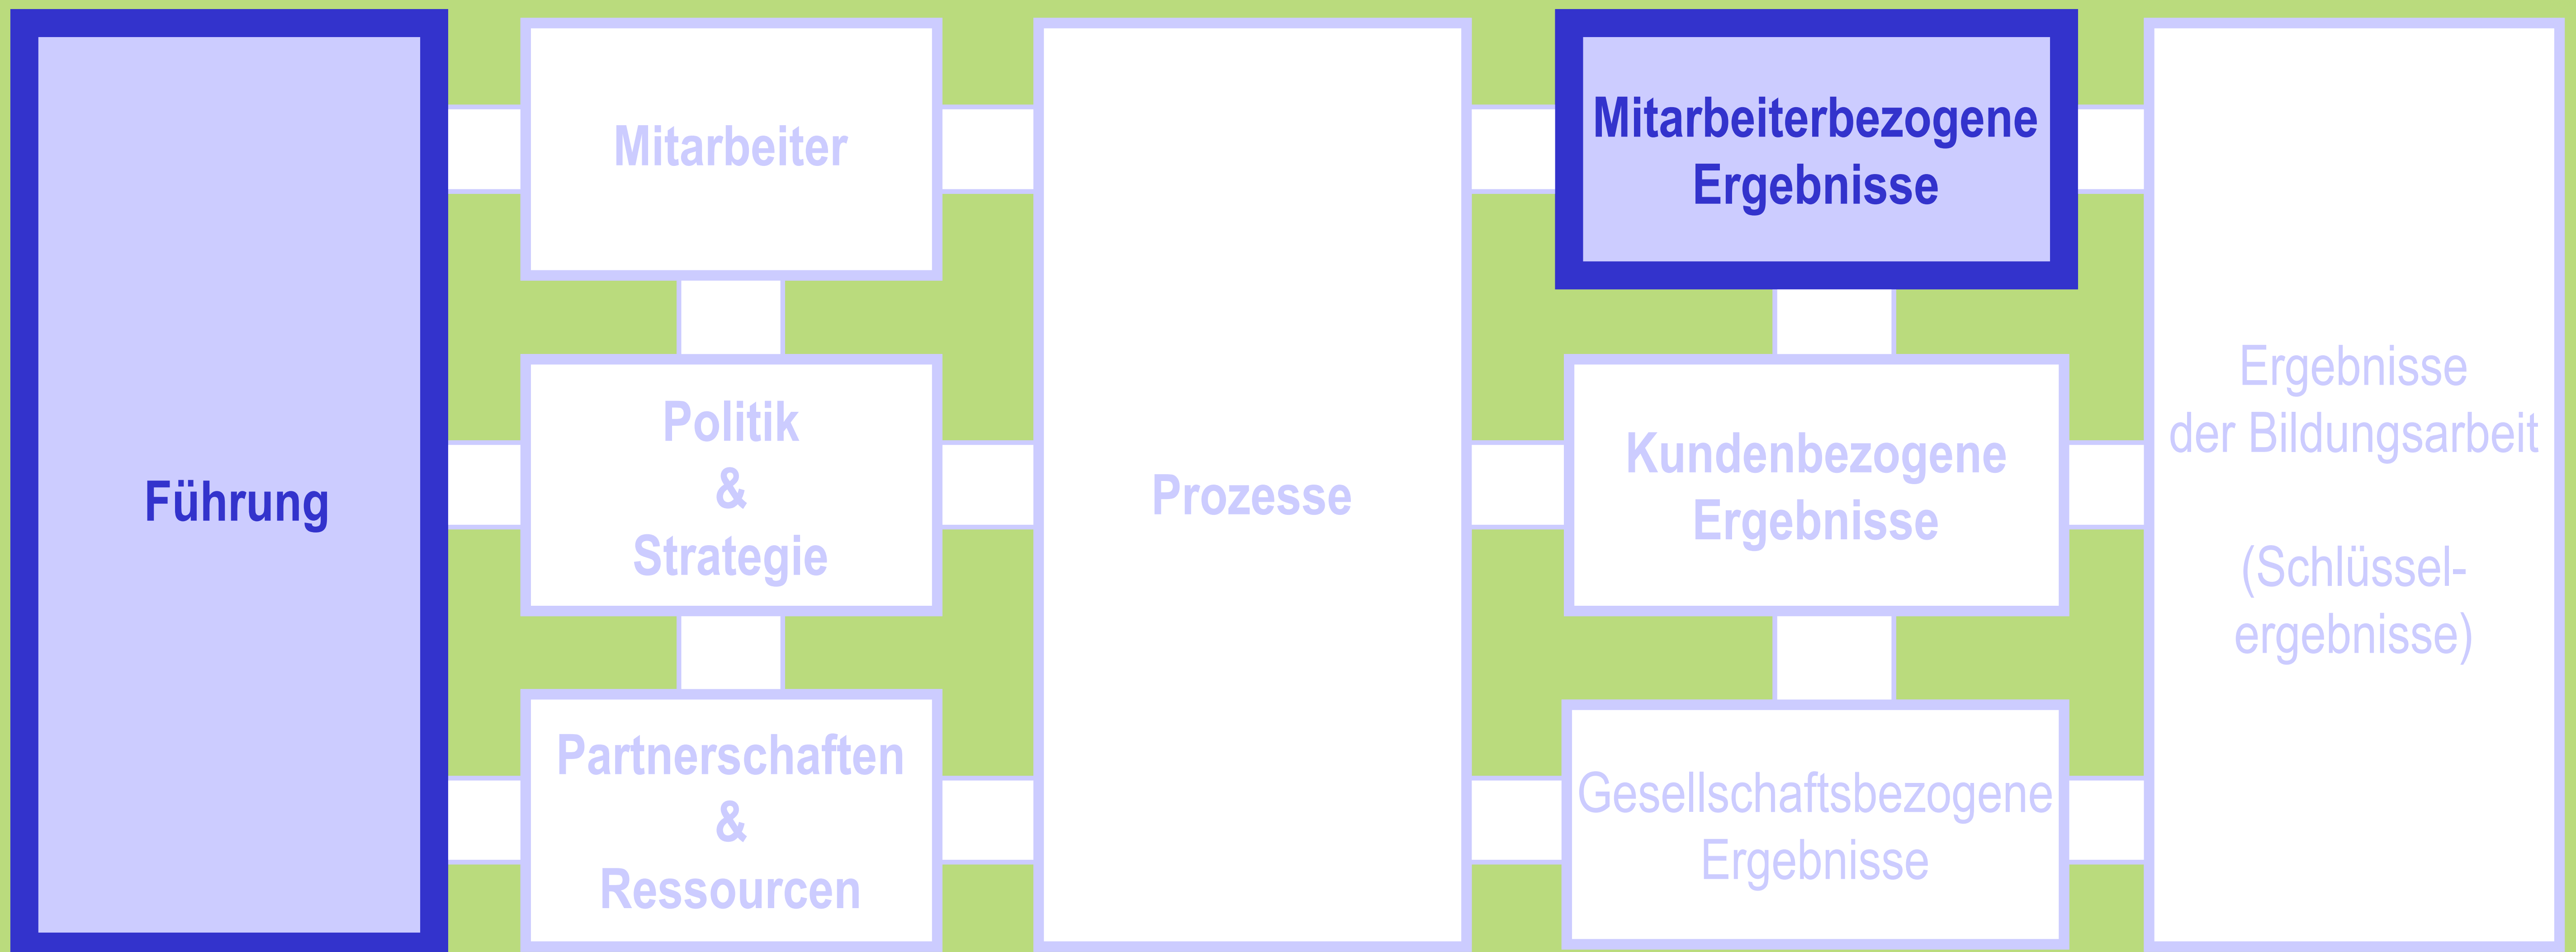 Führung
Mitarbeiter
Politik
&
Strategie
Partnerschaften
&
Ressourcen
Prozesse
Mitarbeiterbezogene
Ergebnisse
Kundenbezogene
Ergebnisse
Gesellschaftsbezogene
Ergebnisse
Ergebnisse
der Bildungsarbeit
(Schlüssel-
ergebnisse)